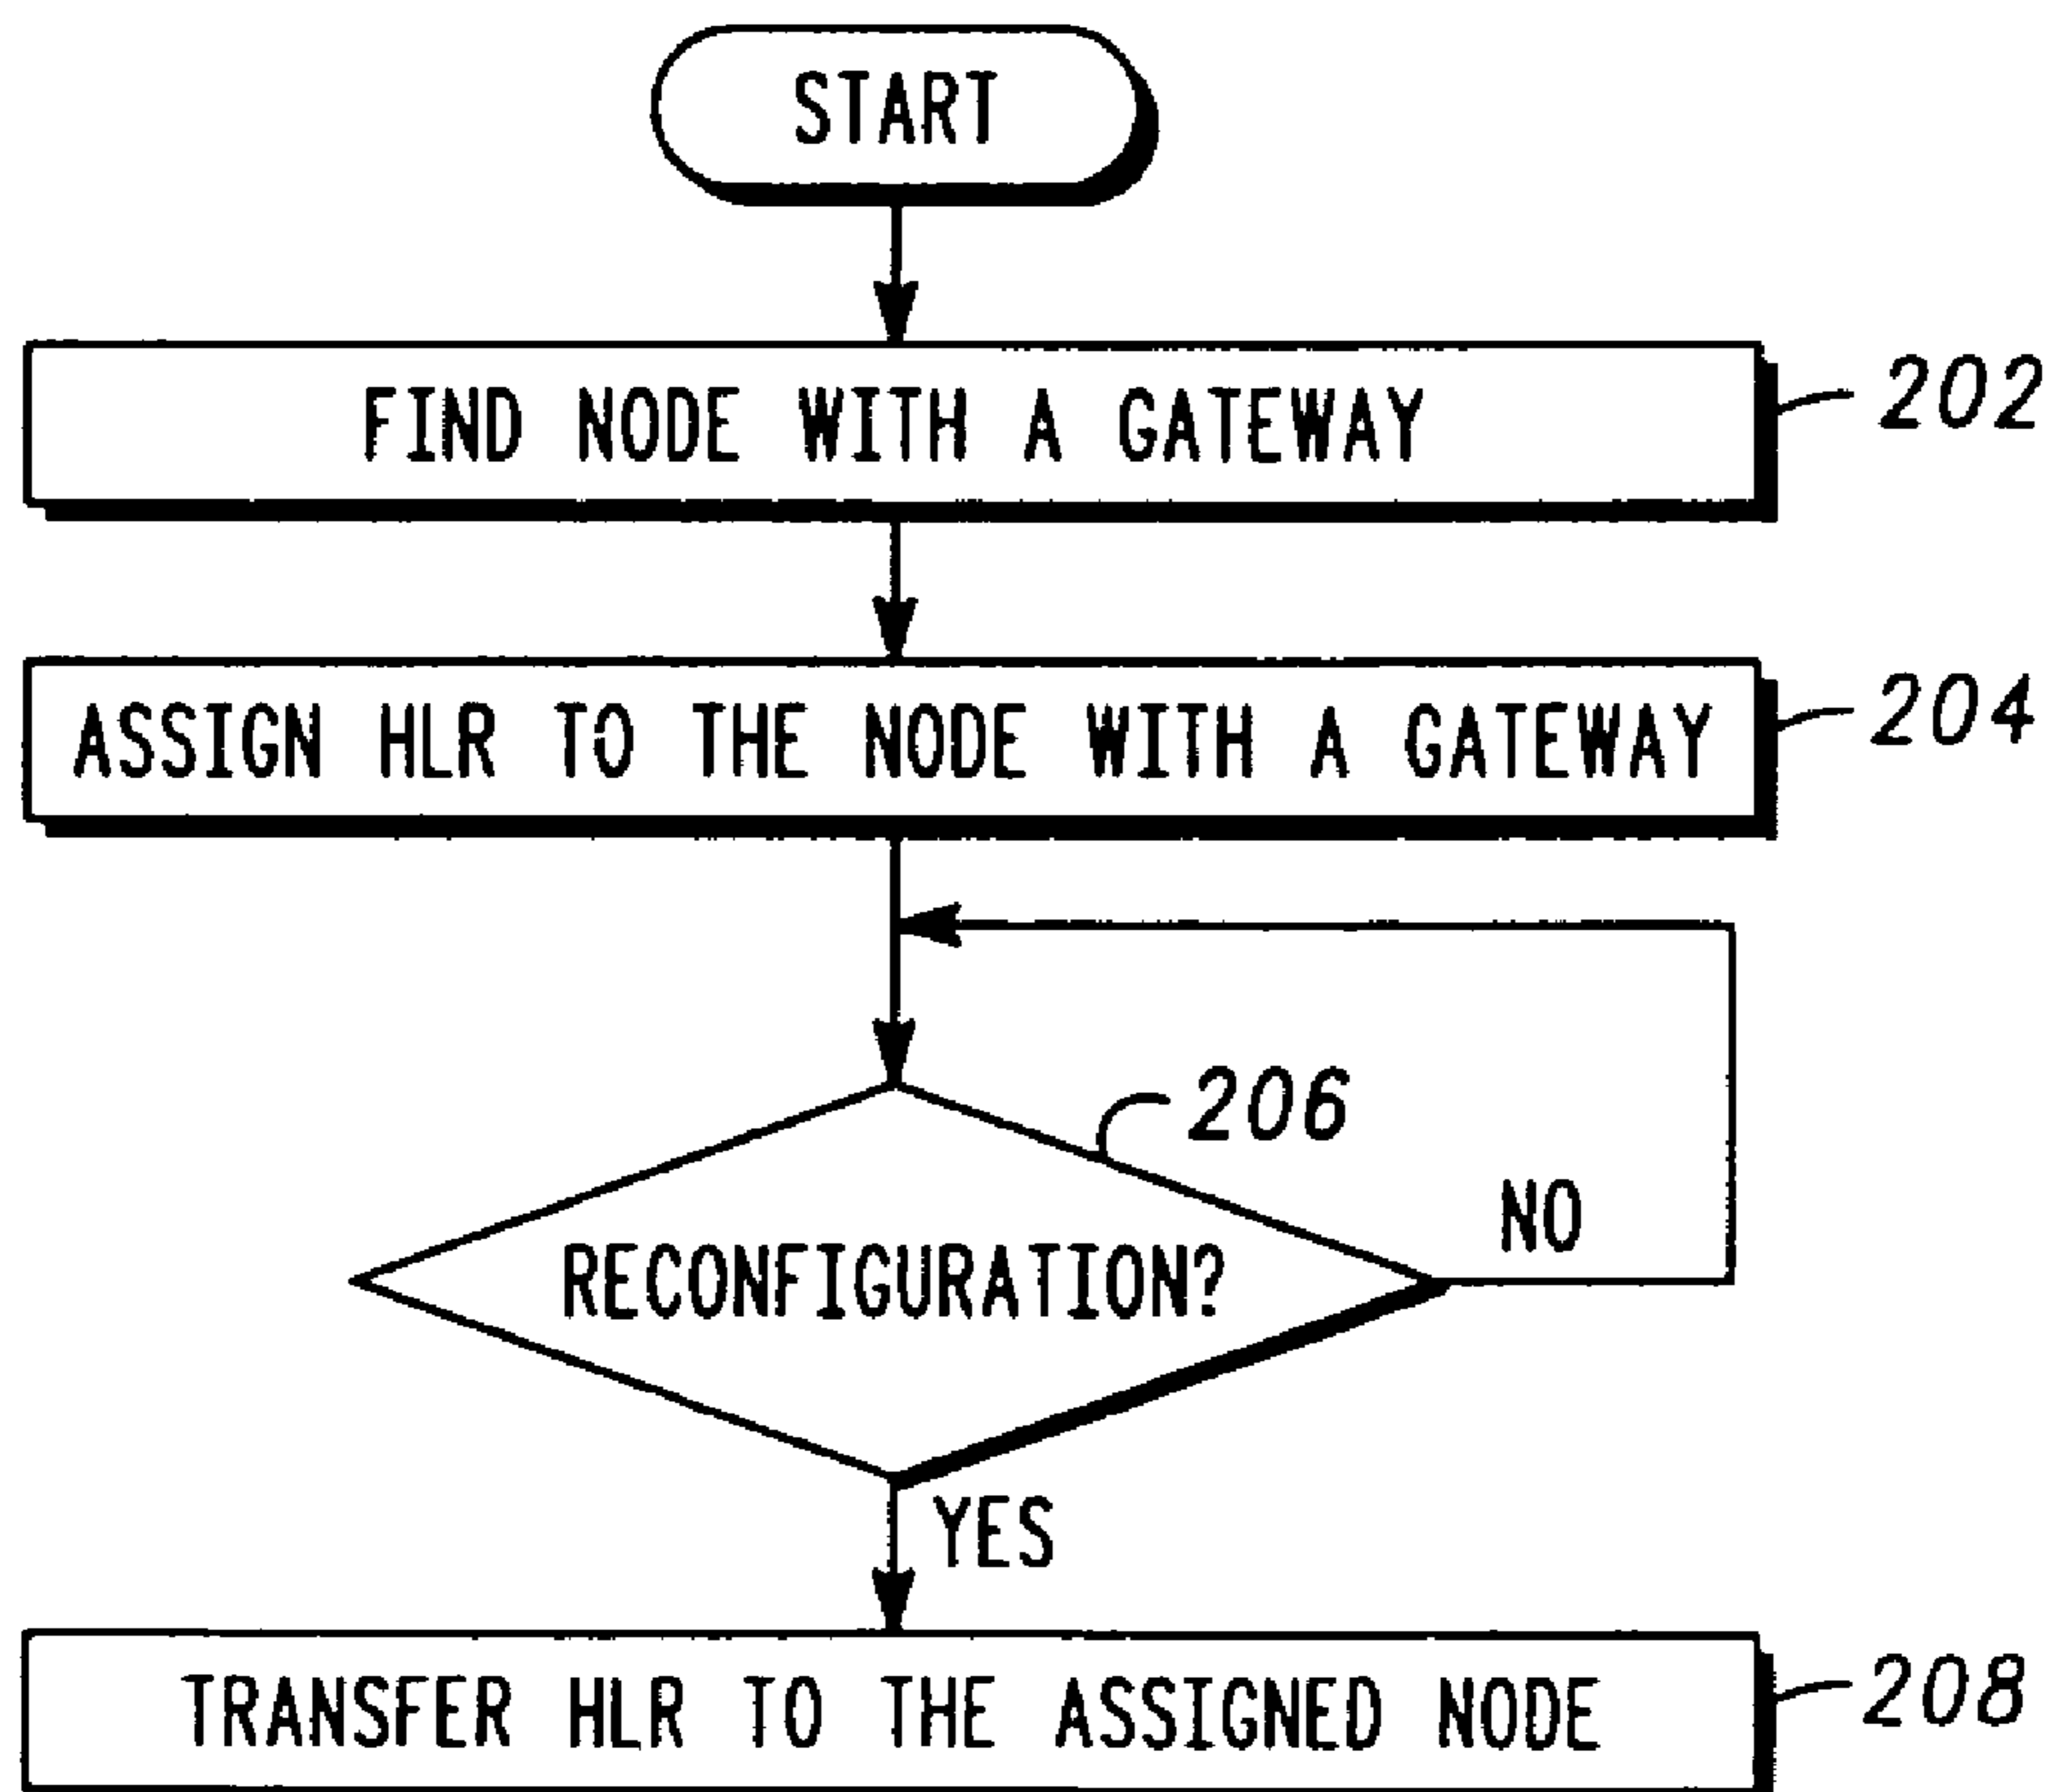 START
FIND NODE WITH A GATEWAY
202
ASSIGN HLR TO THE NODE WITH A GATEWAY
204
206
NO
RECONFIGURATION?
YES
TRANSFER HLR TO THE ASSIGNED NODE
208